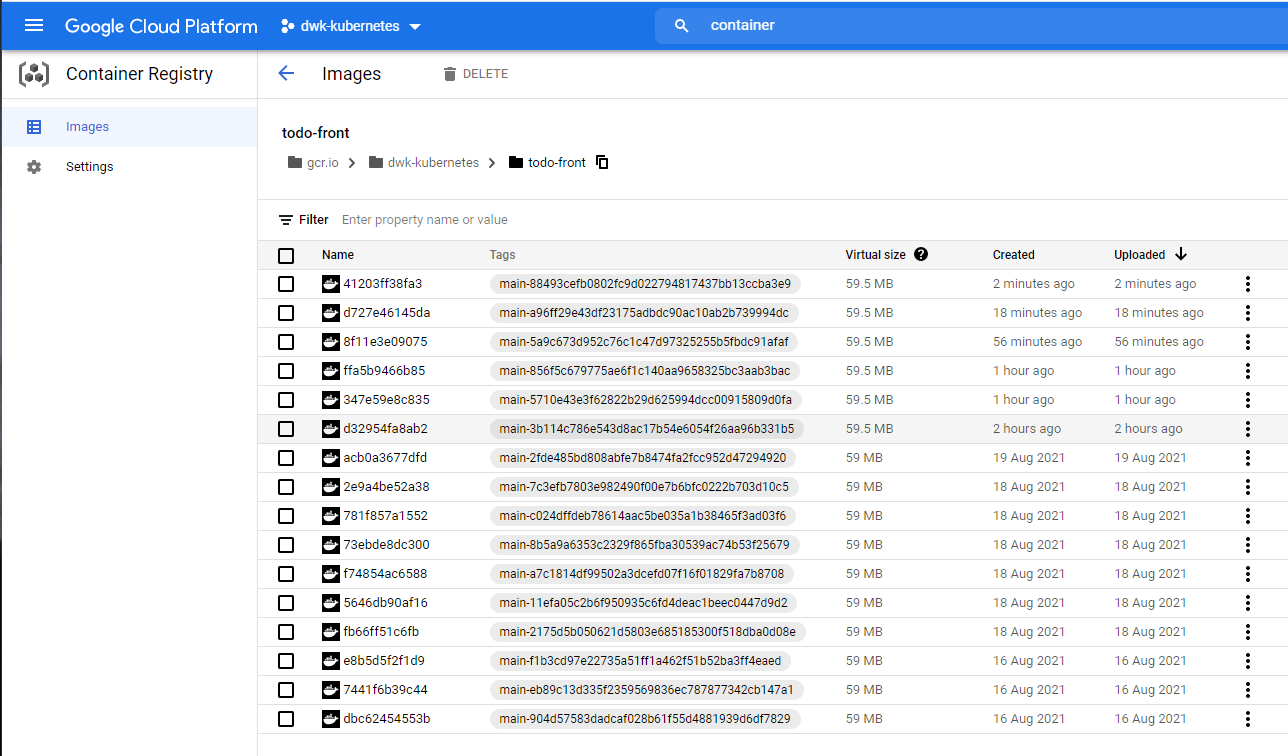 Google Cloud Platform dwk-kubernetes container
Container Registry Images DELETE
Images
Settings
todo-front
gcr.io dwk-kubernetes todo-front
Filter Enter property name or value
Name Tags Virtual size ? Created Uploaded
41203ff38fa3 main-88493cefb0802fc9d022794817437bb13ccba3e9 59.5 MB 2 minutes ago 2 minutes ago
d727e46145da main-a96ff29e43df23175adbdc90ac10ab2b739994dc 59.5 MB 18 minutes ago 18 minutes ago
8f11e3e09075 main-5a9c673d952c76c1c47d97325255b5fbdc91afaf 59.5 MB 56 minutes ago 56 minutes ago
ffa5b9466b85 main-856f5c679775ae6f1c140aa9658325bc3aab3bac 59.5 MB 1 hour ago 1 hour ago
347e59e8c835 main-5710e43e3f62822b29d625994dcc00915809d0fa 59.5 MB 1 hour ago 1 hour ago
d32954fa8ab2 main-3b114c786e543d8ac17b54e6054f26aa96b331b5 59.5 MB 2 hours ago 2 hours ago
acb0a3677dfd main-2fde485bd808abfe7b8474fa2fcc952d47294920 59 MB 19 Aug 2021 19 Aug 2021
2e9a4be52a38 main-7c3efb7803e982490f00e7b6bfc0222b703d10c5 59 MB 18 Aug 2021 18 Aug 2021
781f857a1552 main-c024dffdeb78614aac5be035a1b38465f3ad03f6 59 MB 18 Aug 2021 18 Aug 2021
73ebde8dc300 main-8b5a9a6353c2329f865fba30539ac74b53f25679 59 MB 18 Aug 2021 18 Aug 2021
f74854ac6588 main-a7c1814df99502a3dcefd07f16f01829fa7b8708 59 MB 18 Aug 2021 18 Aug 2021
5646db90af16 main-11efa05c2b6f950935c6fd4deac1beec0447d9d2 59 MB 18 Aug 2021 18 Aug 2021
fb66ff51c6fb main-2175d5b050621d5803e685185300f518dba0d08e 59 MB 18 Aug 2021 18 Aug 2021
e8b5d5f2f1d9 main-f1b3cd97e22735a51ff1a462f51b52ba3ff4eaed 59 MB 16 Aug 2021 16 Aug 2021
7441f6b39c44 main-eb89c13d335f2359569836ec787877342cb147a1 59 MB 16 Aug 2021 16 Aug 2021
dbc62454553b main-904d57583dadcaf028b61f55d4881939d6df7829 59 MB 16 Aug 2021 16 Aug 2021